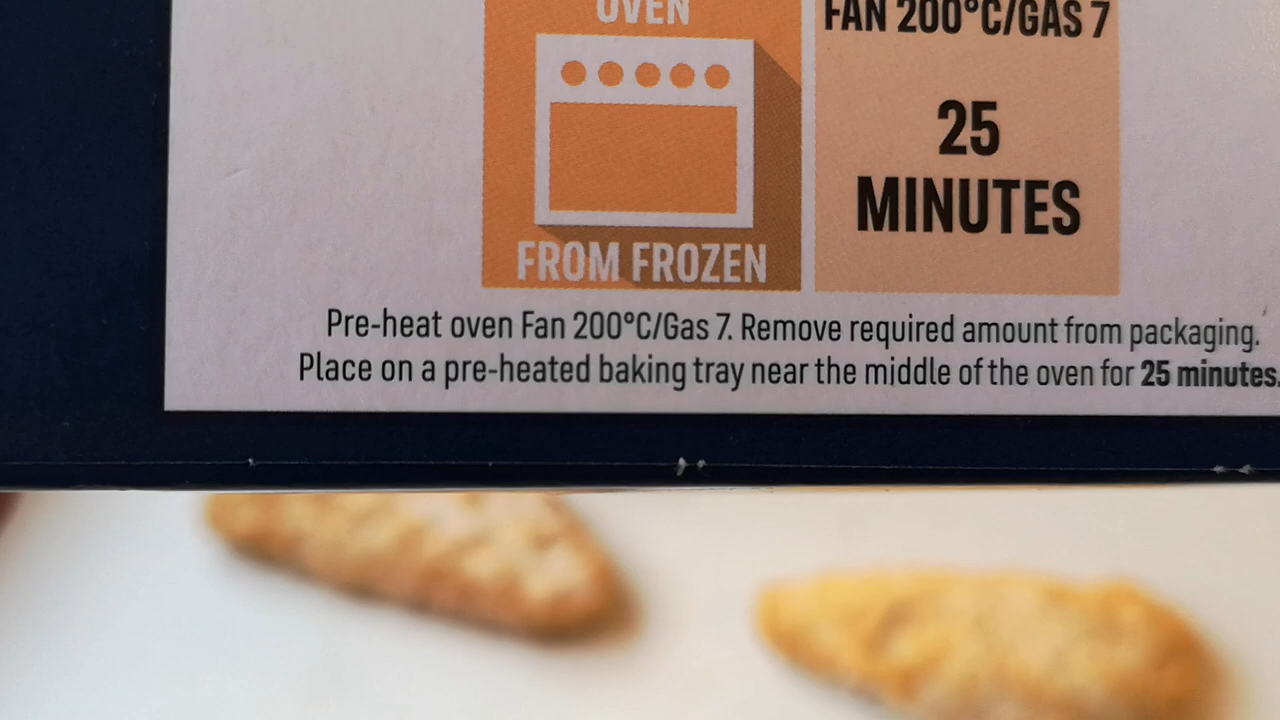 OVEN
FAN 200°C/GAS 7
25
MINUTES
FROM FROZEN
Pre-heat oven Fan 200°C/Gas 7. Remove required amount from packaging.
Place on a pre-heated baking tray near the middle of the oven for 25 minutes.